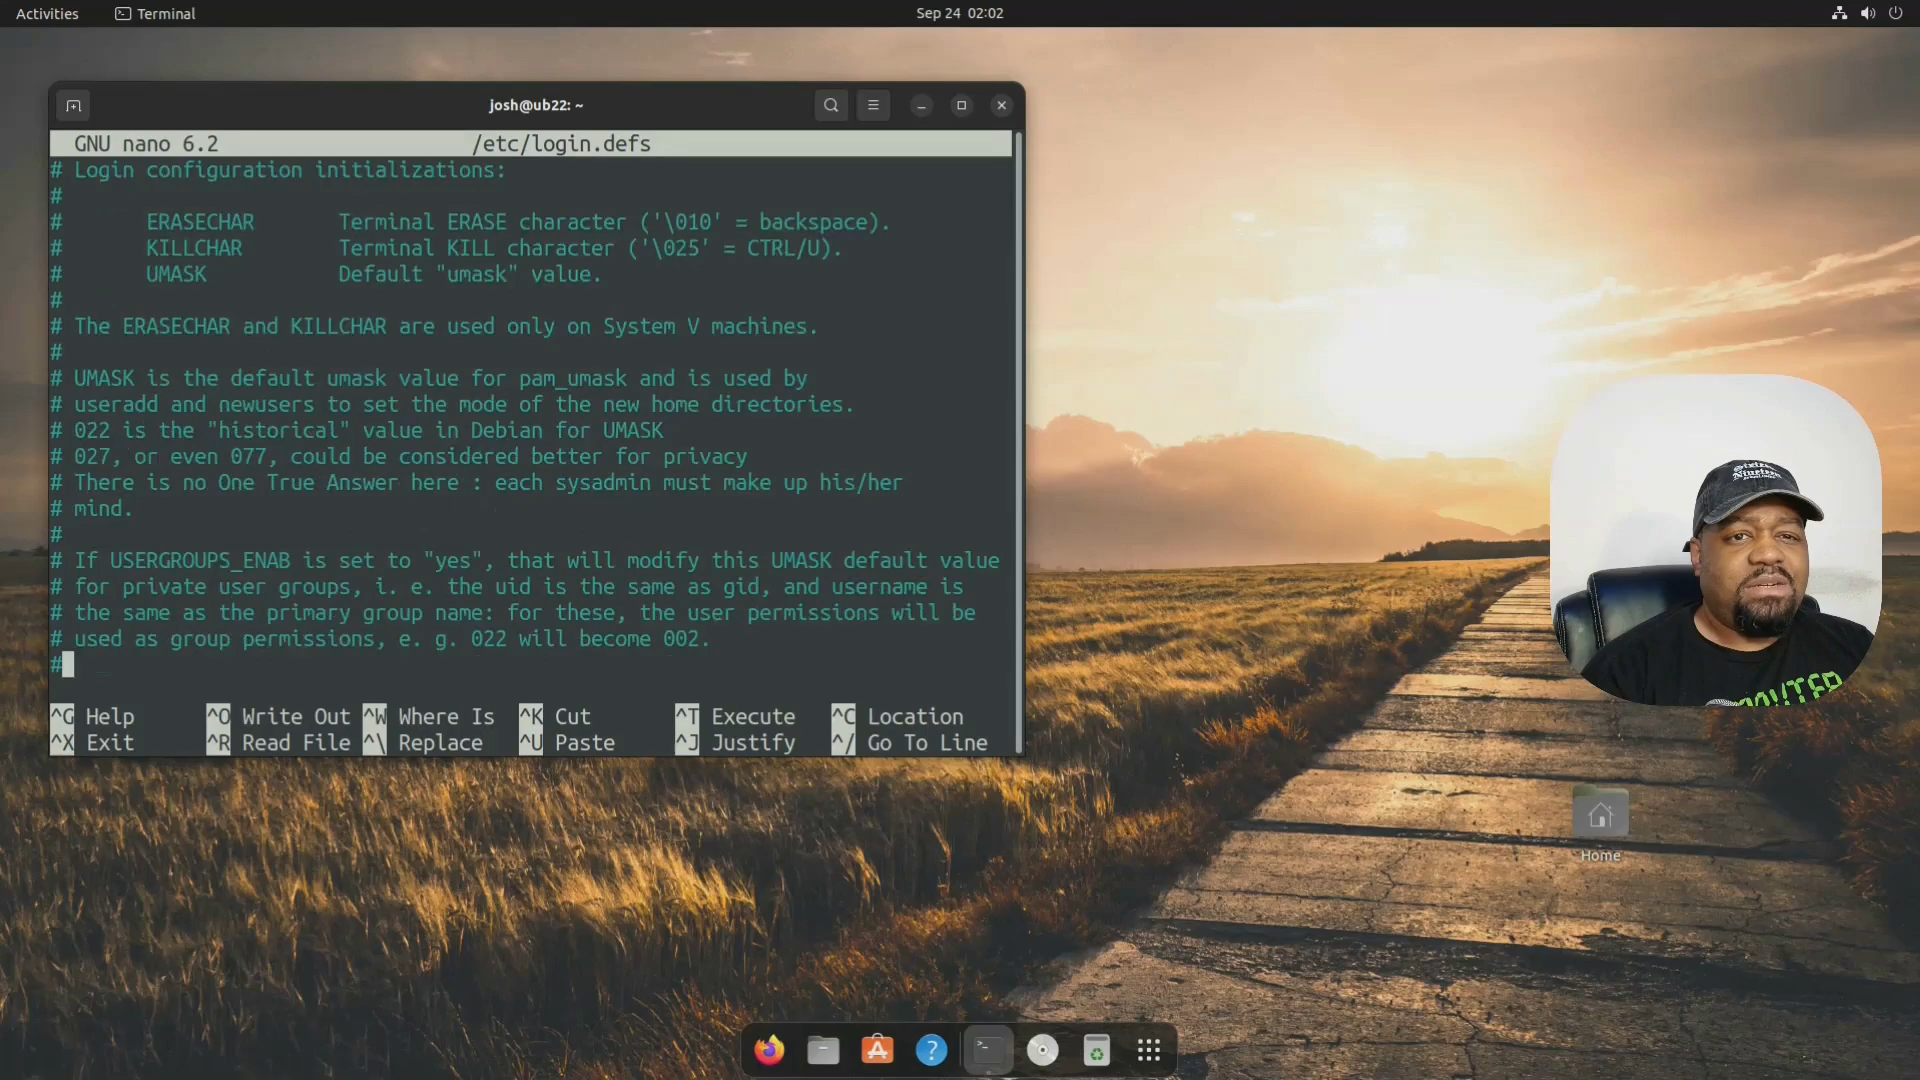 Activities
Terminal
Sep 24 02:02
josh@ub22: ~
GNU nano 6.2 /etc/login.defs
# Login configuration initializations:
#
# ERASECHAR Terminal ERASE character ('\010' = backspace).
# KILLCHAR Terminal KILL character ('\025' = CTRL/U).
# UMASK Default "umask" value.
#
# The ERASECHAR and KILLCHAR are used only on System V machines.
#
# UMASK is the default umask value for pam_umask and is used by
# useradd and newusers to set the mode of the new home directories.
# 022 is the "historical" value in Debian for UMASK
# 027, or even 077, could be considered better for privacy
# There is no One True Answer here : each sysadmin must make up his/her
# mind.
#
# If USERGROUPS_ENAB is set to "yes", that will modify this UMASK default value
# for private user groups, i. e. the uid is the same as gid, and username is
# the same as the primary group name: for these, the user permissions will be
# used as group permissions, e. g. 022 will become 002.
#
^G Help ^O Write Out ^W Where Is ^K Cut ^T Execute ^C Location
^X Exit ^R Read File ^\ Replace ^U Paste ^J Justify ^/ Go To Line
Home